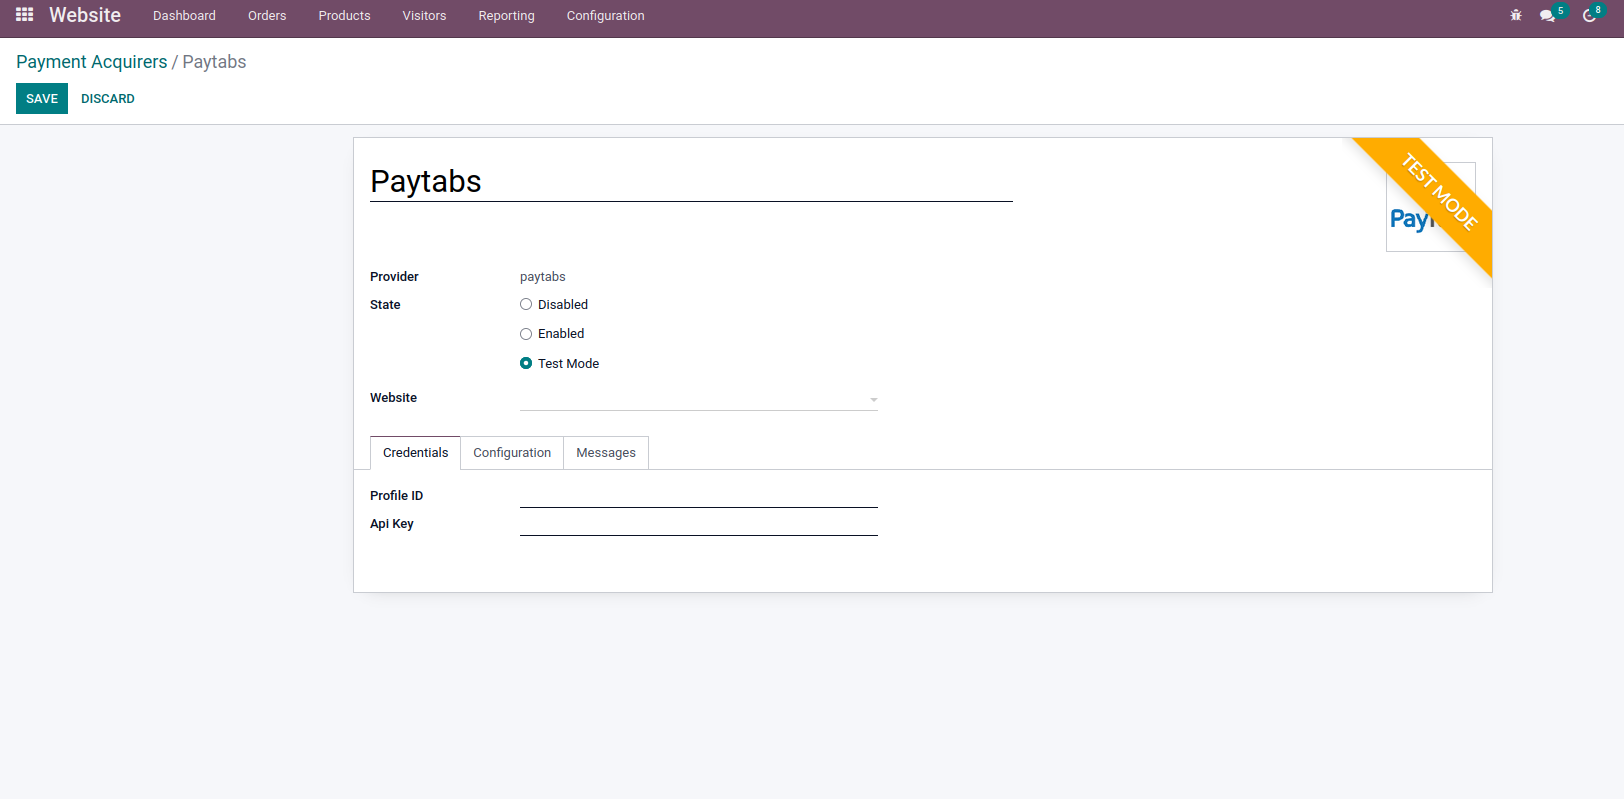 Website Dashboard Orders Products Visitors Reporting Configuration 5 8
Payment Acquirers / Paytabs
SAVE DISCARD
TEST MODE
Paytabs
Provider paytabs
State Disabled
Enabled
Test Mode
Website
Credentials Configuration Messages
Profile ID
Api Key